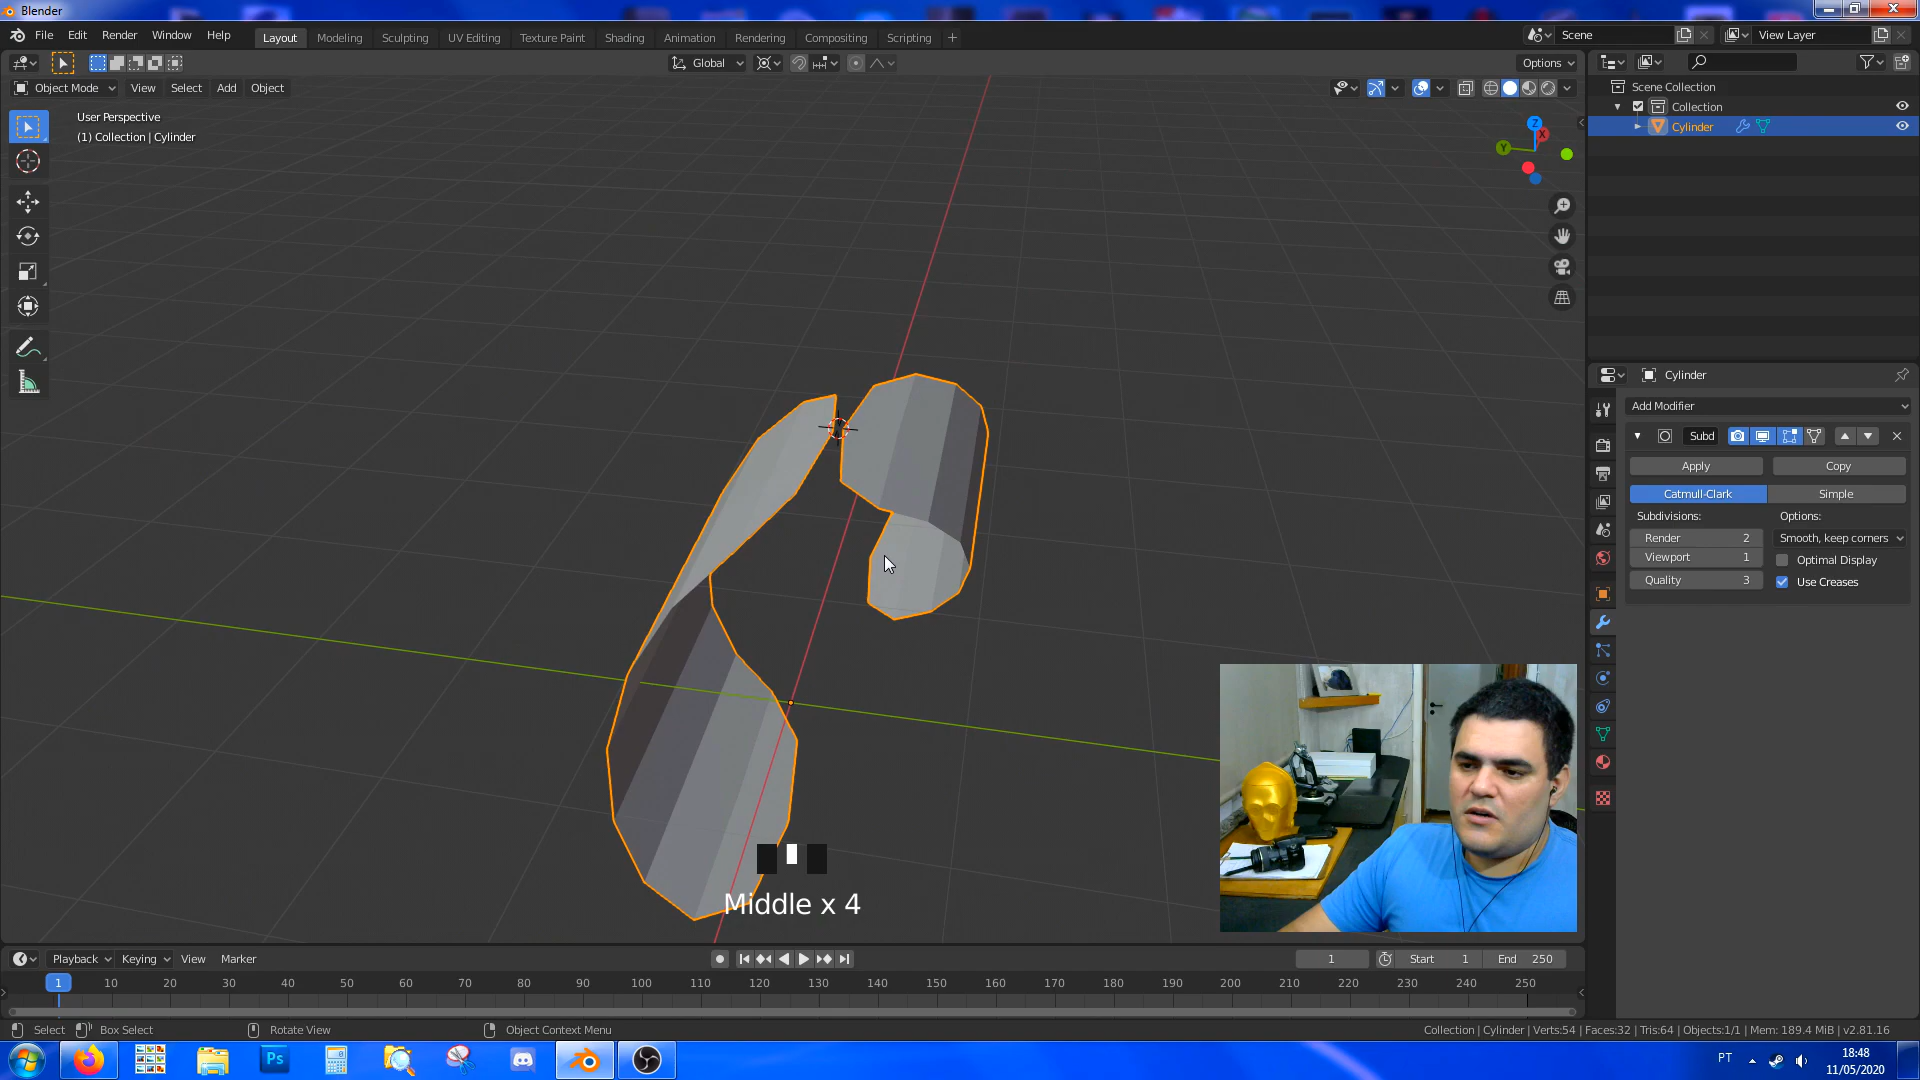 Blender
File Edit Render Window Help
Layout Modeling Sculpting UV Editing Texture Paint Shading Animation Rendering Compositing Scripting
Scene
View Layer
Global
Options
Object Mode View Select Add Object
User Perspective
(1) Collection | Cylinder
Z
X
Y
Scene Collection
Collection
Cylinder
Cylinder
Add Modifier
Subd
Apply Copy
Catmull-Clark Simple
Subdivisions: Options:
Render 2 Smooth, keep corners
Viewport 1 Optimal Display
Quality 3 Use Creases
Middle x 4
Playback Keying View Marker
1 Start 1 End 250
1 10 20 30 40 50 60 70 80 90 100 110 120 130 140 150 160 170 180 190 200 210 220 230 240 250
Select Box Select Rotate View Object Context Menu
Collection | Cylinder | Verts:54 | Faces:32 | Tris:64 | Objects:1/1 | Mem: 189.4 MiB | v2.81.16
Ps
PT
18:48
11/05/2020